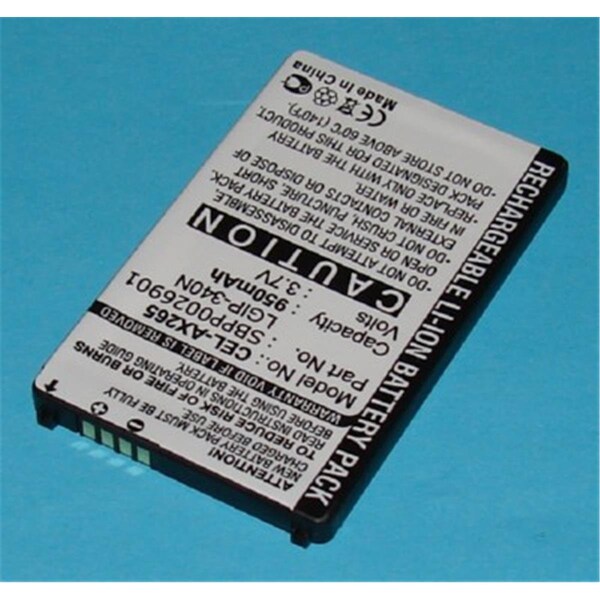 RECHARGEABLE LI-ION BATTERY PACK
ATTENTION!
NEW BATTERY PACK MUST BE FULLY
CHARGED BEFORE USE.
READ INSTRUCTIONS IN OPERATING GUIDE
BEFORE USING THE BATTERY.
TO REDUCE RISK OF FIRE OR BURNS
WARRANTY VOID IF LABEL IS REMOVED
Model No. CEL-AX265
Part No. SBPP0026901
LGIP-340N
Capacity 950mAh
Volts 3.7V
CAUTION
-DO NOT ATTEMPT TO DISASSEMBLE
OR OPEN THE BATTERY PACK.
-DO NOT CRUSH, PUNCTURE, SHORT
EXTERNAL CONTACTS OR DISPOSE OF
IN FIRE OR WATER.
-REPLACE ONLY WITH THE BATTERY
PACK DESIGNATED FOR THIS PRODUCT.
-DO NOT STORE ABOVE 60°C (140°F)
CE
Made In China